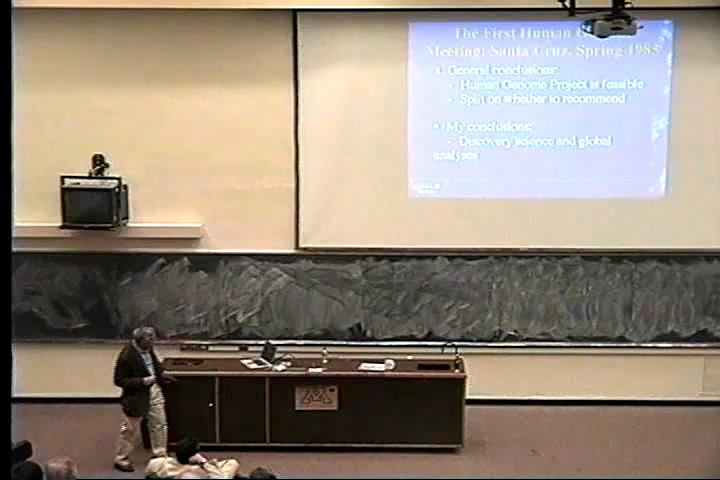 The First Human
Meeting: Santa Cruz, Spring 1985
General conclusions:
Human Genome Project is feasible
Split on whether to recommend
My conclusions:
Discovery science and global
analyses